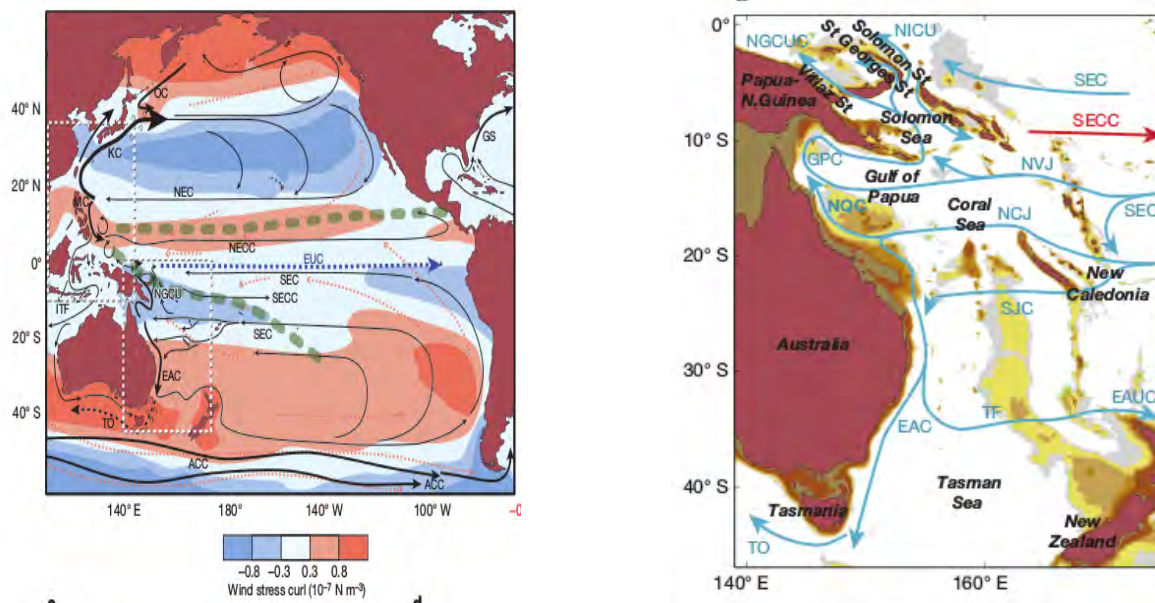 40° N
20° N
0°
20° S
40° S
OC
KC
GS
NEC
MC
NECC
EUC
SEC
NGCU
SECC
ITF
SEC
EAC
TO
ACC
ACC
140° E
180°
140° W
100° W
−0.8 −0.3 0.3 0.8
Wind stress curl (10⁻⁷ N m⁻³)
0°
10° S
20° S
30° S
40° S
NGCUC
Solomon St
NICU
St Georges St
Vitiaz St
SEC
Papua-
N.Guinea
Solomon
Sea
SECC
GPC
NVJ
Gulf of
Papua
NQC
Coral
Sea
NCJ
SEC
New
Caledonia
SJC
Australia
EAC
TF
EAUC
Tasman
Sea
Tasmania
New
Zealand
TO
140° E
160° E